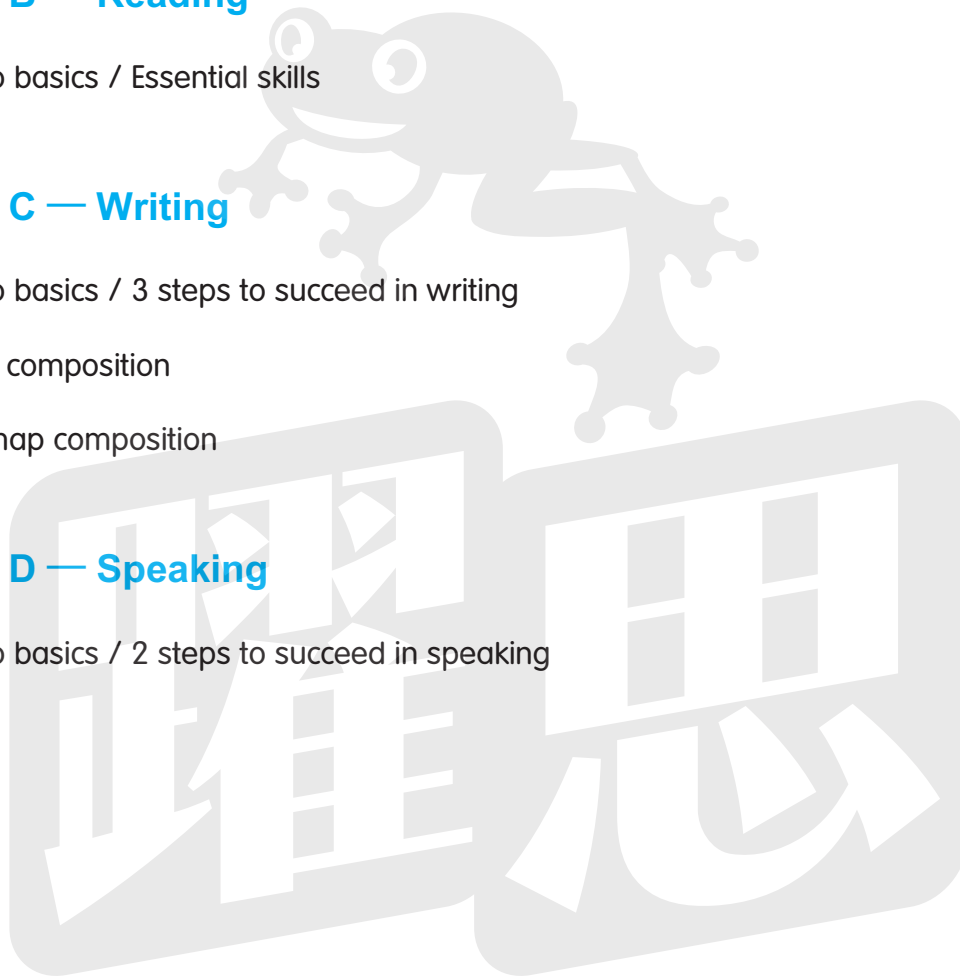 B — Reading
basics / Essential skills
C — Writing
basics / 3 steps to succeed in writing
composition
composition
D — Speaking
basics / 2 steps to succeed in speaking
躍思